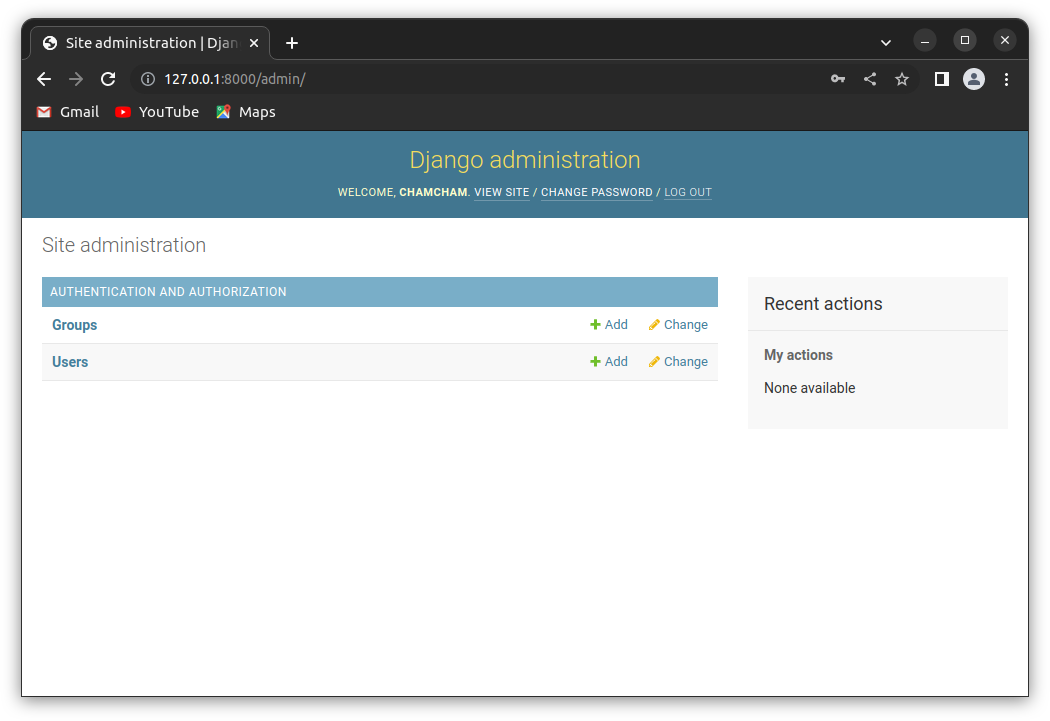 Site administration | Djan
127.0.0.1:8000/admin/
Gmail YouTube Maps
Django administration
WELCOME, CHAMCHAM. VIEW SITE / CHANGE PASSWORD / LOG OUT
Site administration
AUTHENTICATION AND AUTHORIZATION
Groups Add Change
Users Add Change
Recent actions
My actions
None available